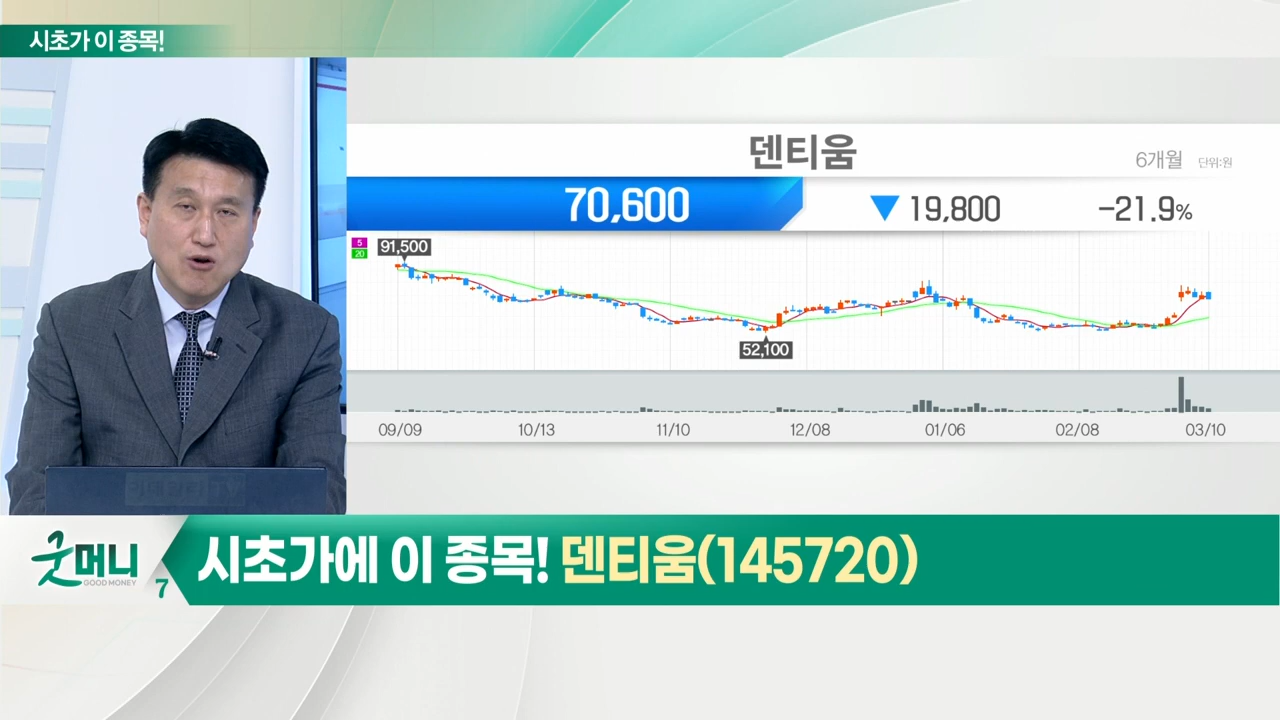 시초가 이 종목!
덴티움
6개월 단위:원
70,600 ▼ 19,800 -21.9%
5
20
91,500
52,100
09/09 10/13 11/10 12/08 01/06 02/08 03/10
굿머니
GOOD MONEY
7
시초가에 이 종목! 덴티움(145720)